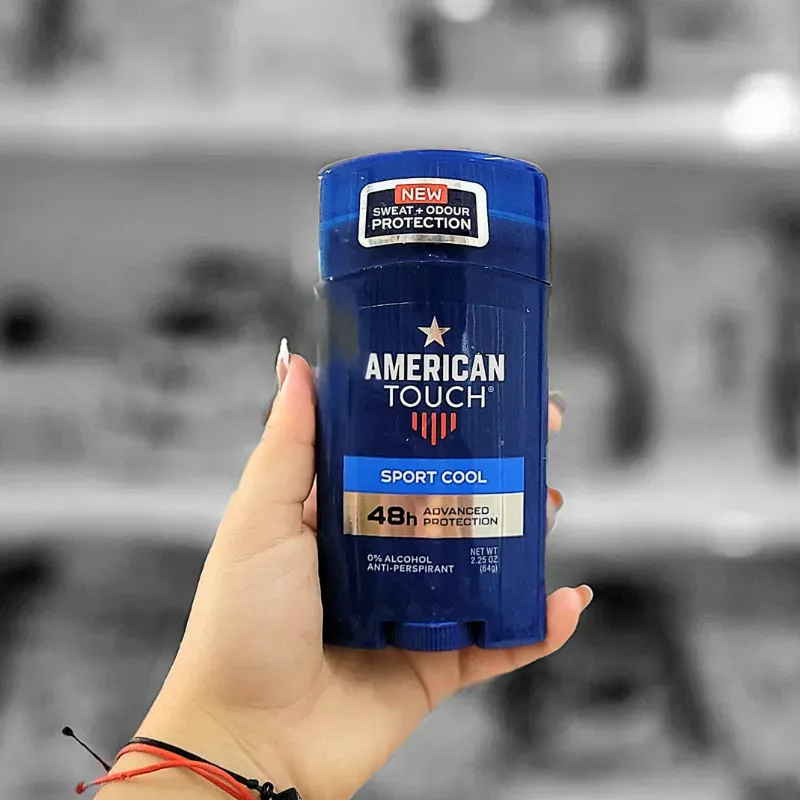 NEW
SWEAT + ODOUR
PROTECTION
AMERICAN
TOUCH®
SPORT COOL
48h ADVANCED
PROTECTION
0% ALCOHOL
ANTI-PERSPIRANT
NET WT
2.25 OZ
(64g)